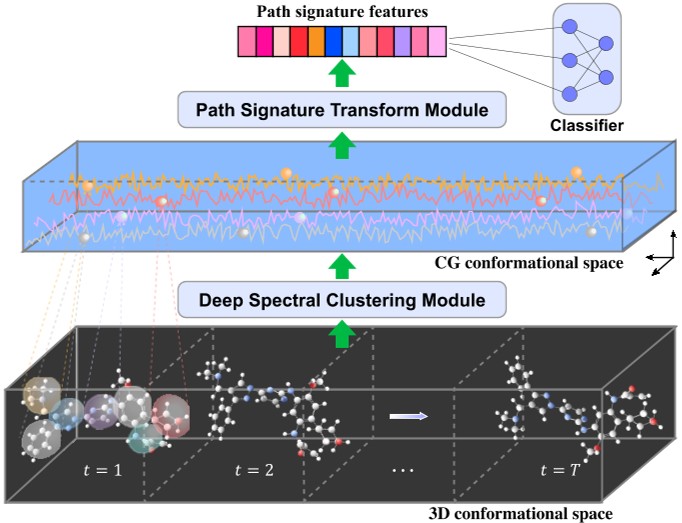 Path signature features
Path Signature Transform Module
Classifier
CG conformational space
Deep Spectral Clustering Module
t = 1
t = 2
...
t = T
3D conformational space